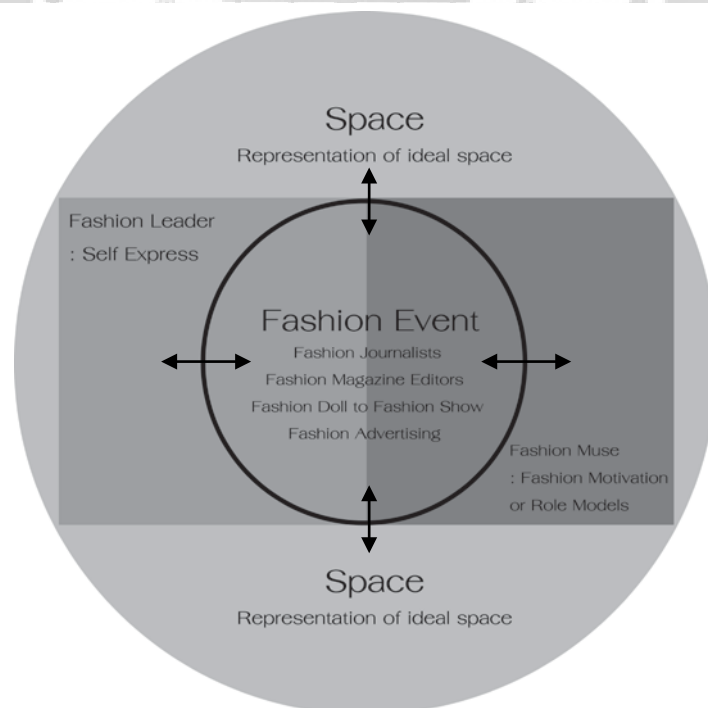 Space
Representation of ideal space
Fashion Leader
: Self Express
Fashion Event
Fashion Journalists
Fashion Magazine Editors
Fashion Doll to Fashion Show
Fashion Advertising
Fashion Muse
: Fashion Motivation
or Role Models
Space
Representation of ideal space